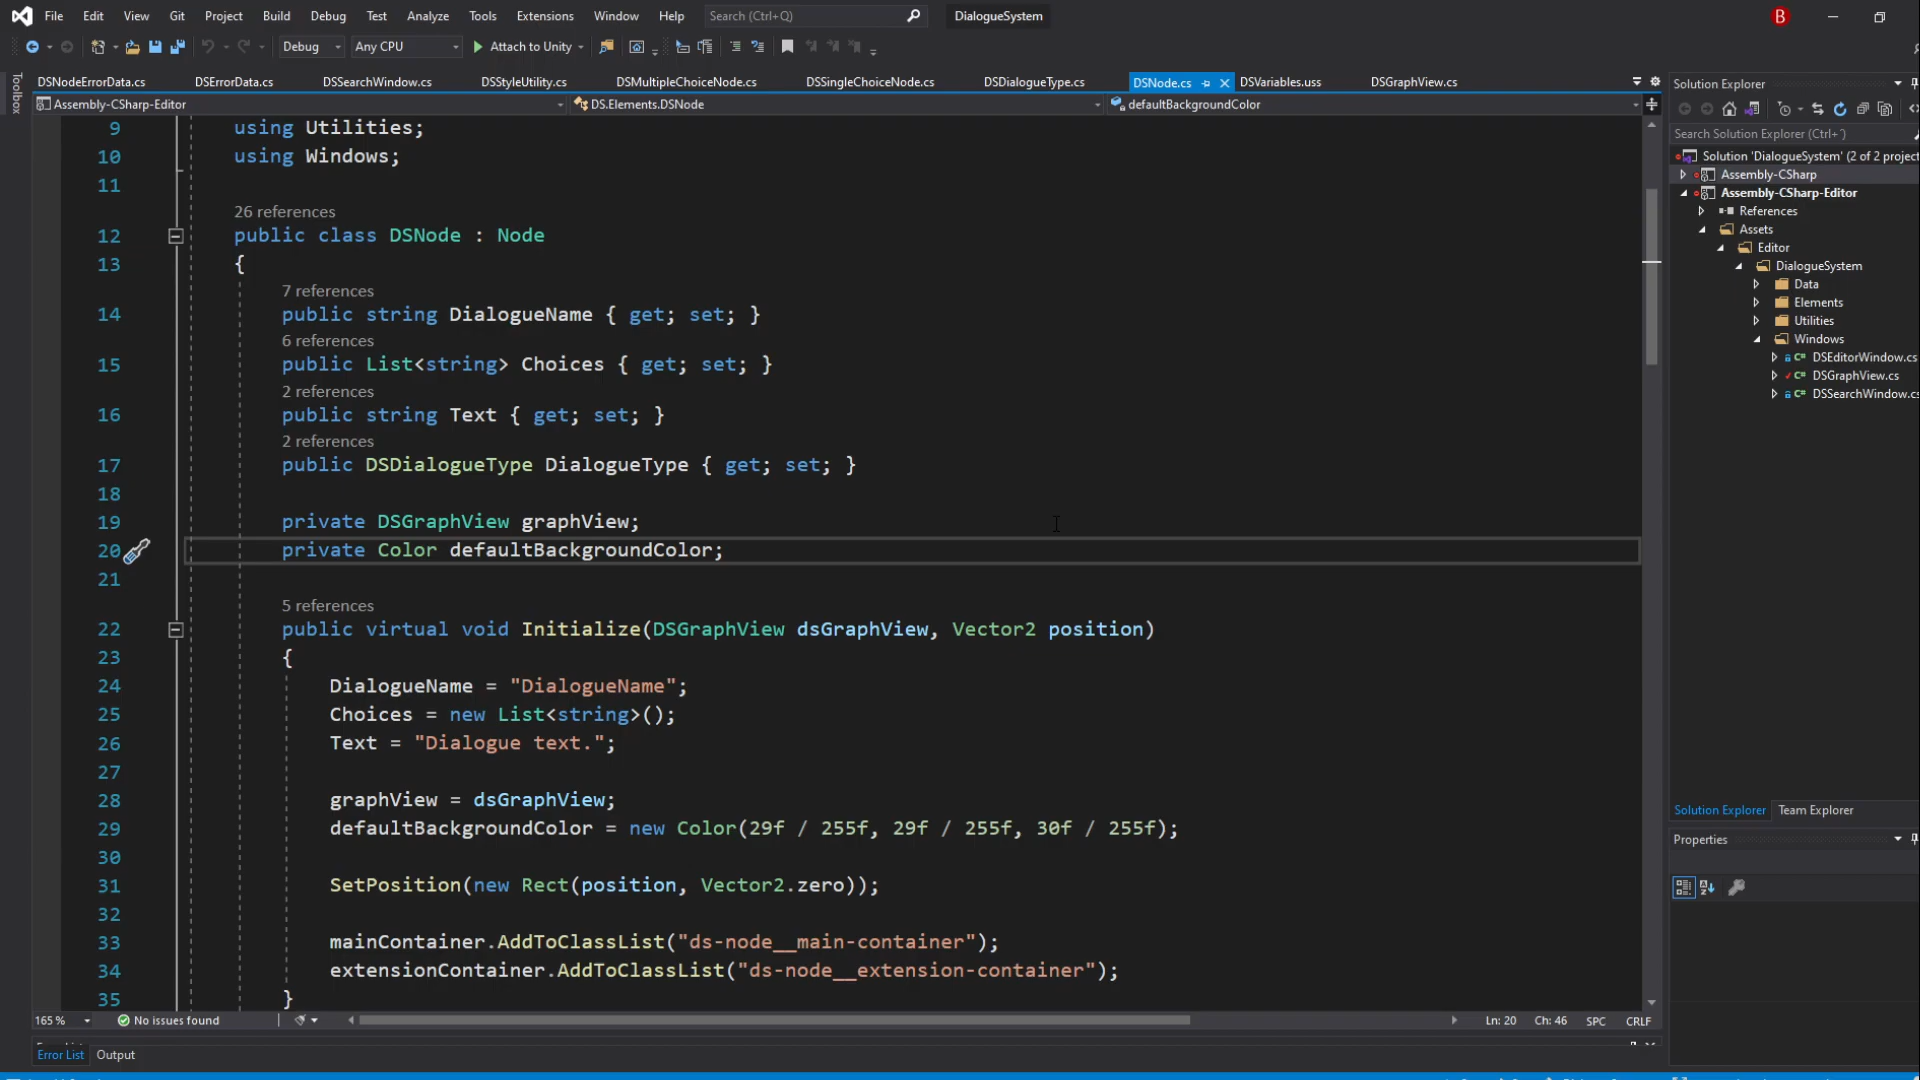 File Edit View Git Project Build Debug Test Analyze Tools Extensions Window Help Search (Ctrl+Q) DialogueSystem B
Debug Any CPU Attach to Unity
Toolbox
DSNodeErrorData.cs DSErrorData.cs DSSearchWindow.cs DSStyleUtility.cs DSMultipleChoiceNode.cs DSSingleChoiceNode.cs DSDialogueType.cs DSNode.cs DSVariables.uss DSGraphView.cs
Assembly-CSharp-Editor DS.Elements.DSNode defaultBackgroundColor
9 using Utilities;
10 using Windows;
11
26 references
12 public class DSNode : Node
13 {
7 references
14 public string DialogueName { get; set; }
6 references
15 public List<string> Choices { get; set; }
2 references
16 public string Text { get; set; }
2 references
17 public DSDialogueType DialogueType { get; set; }
18
19 private DSGraphView graphView;
20 private Color defaultBackgroundColor;
21
5 references
22 public virtual void Initialize(DSGraphView dsGraphView, Vector2 position)
23 {
24 DialogueName = "DialogueName";
25 Choices = new List<string>();
26 Text = "Dialogue text.";
27
28 graphView = dsGraphView;
29 defaultBackgroundColor = new Color(29f / 255f, 29f / 255f, 30f / 255f);
30
31 SetPosition(new Rect(position, Vector2.zero));
32
33 mainContainer.AddToClassList("ds-node__main-container");
34 extensionContainer.AddToClassList("ds-node__extension-container");
35 }
165 % No issues found Ln: 20 Ch: 46 SPC CRLF
Error List Output
Solution Explorer
Search Solution Explorer (Ctrl+¨)
Solution 'DialogueSystem' (2 of 2 project
Assembly-CSharp
Assembly-CSharp-Editor
References
Assets
Editor
DialogueSystem
Data
Elements
Utilities
Windows
DSEditorWindow.cs
DSGraphView.cs
DSSearchWindow.cs
Solution Explorer Team Explorer
Properties